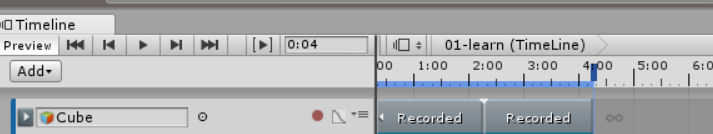 Timeline
Preview [▶] 0:04 01-learn (TimeLine)
Add
00 1:00 2:00 3:00 4:00 5:00 6:0
Cube Recorded Recorded ∞